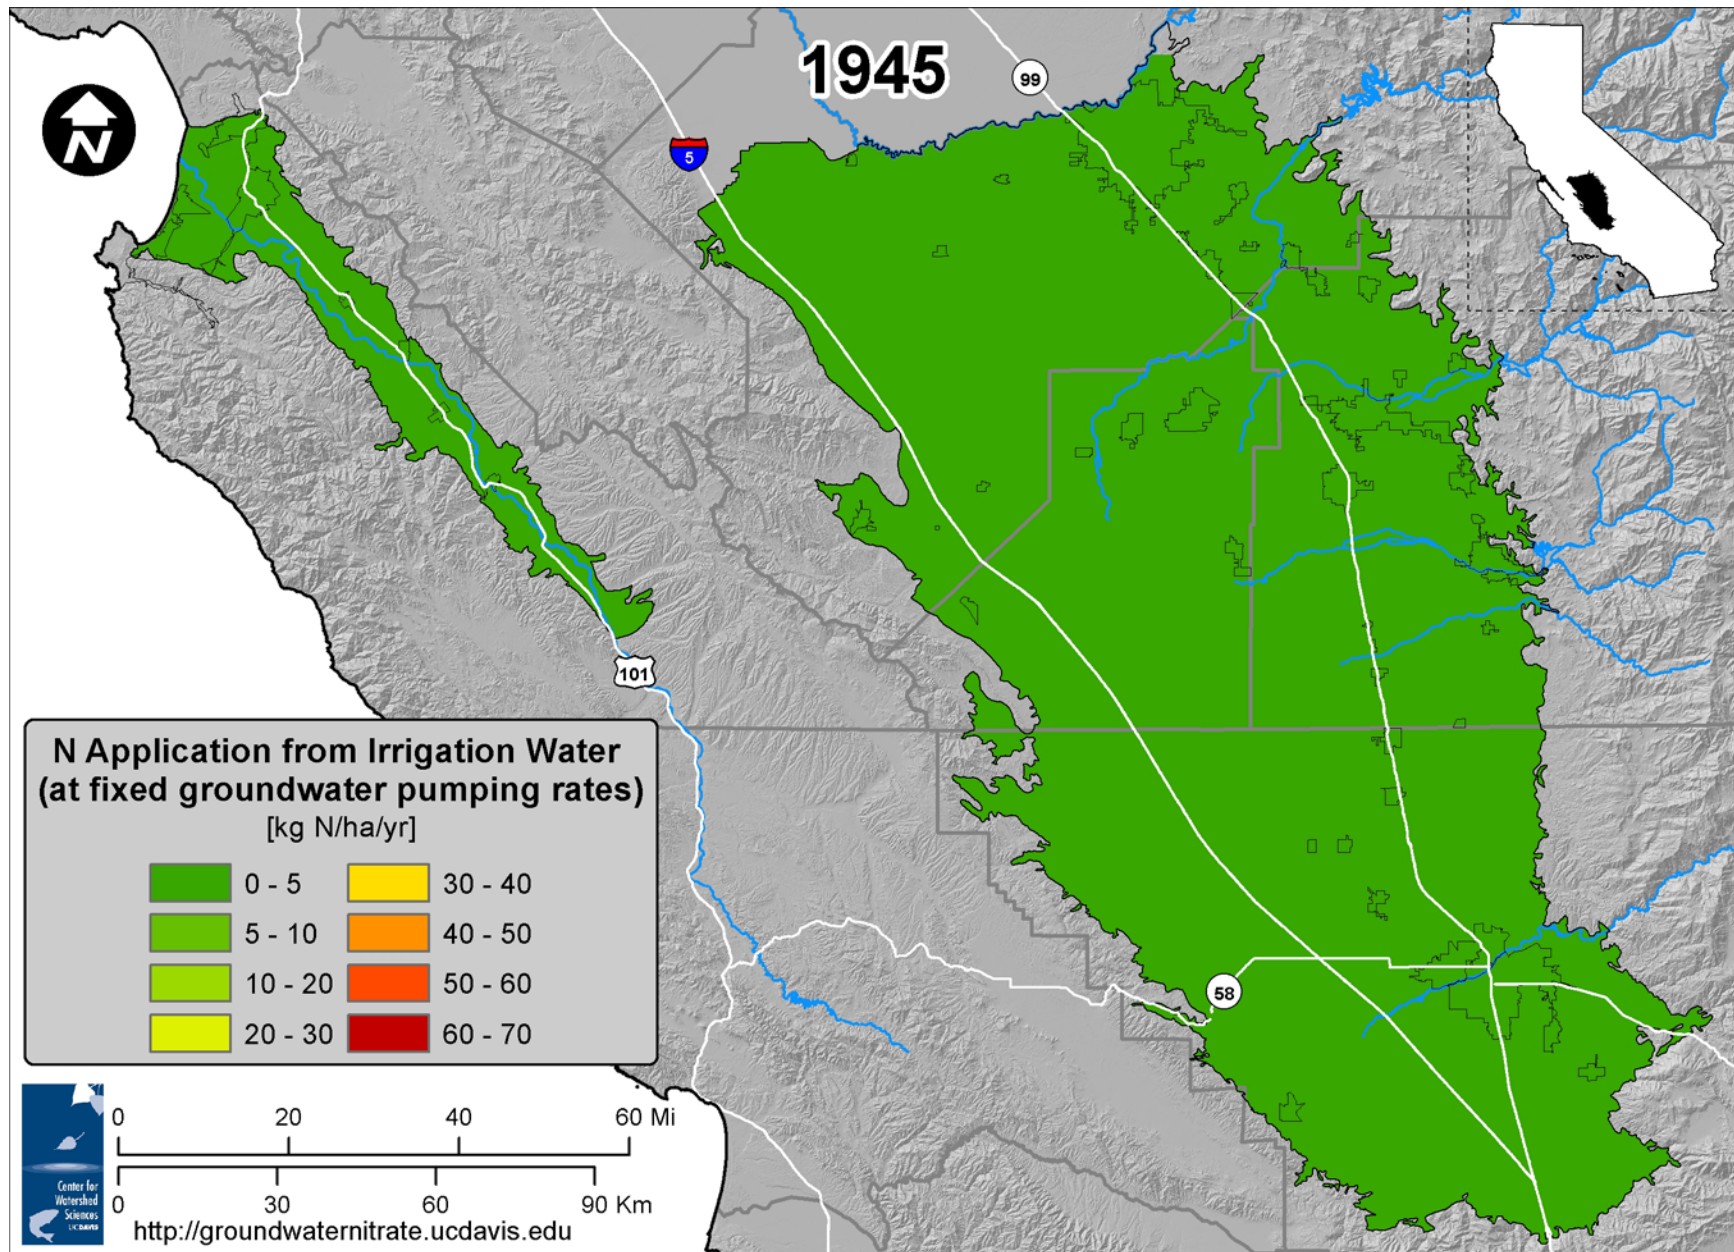 1945
99
5
N
101
58
N Application from Irrigation Water
(at fixed groundwater pumping rates)
[kg N/ha/yr]
0 - 5
5 - 10
10 - 20
20 - 30
30 - 40
40 - 50
50 - 60
60 - 70
0 20 40 60 Mi
0 30 60 90 Km
Center for
Watershed
Sciences
UC DAVIS
http://groundwaternitrate.ucdavis.edu